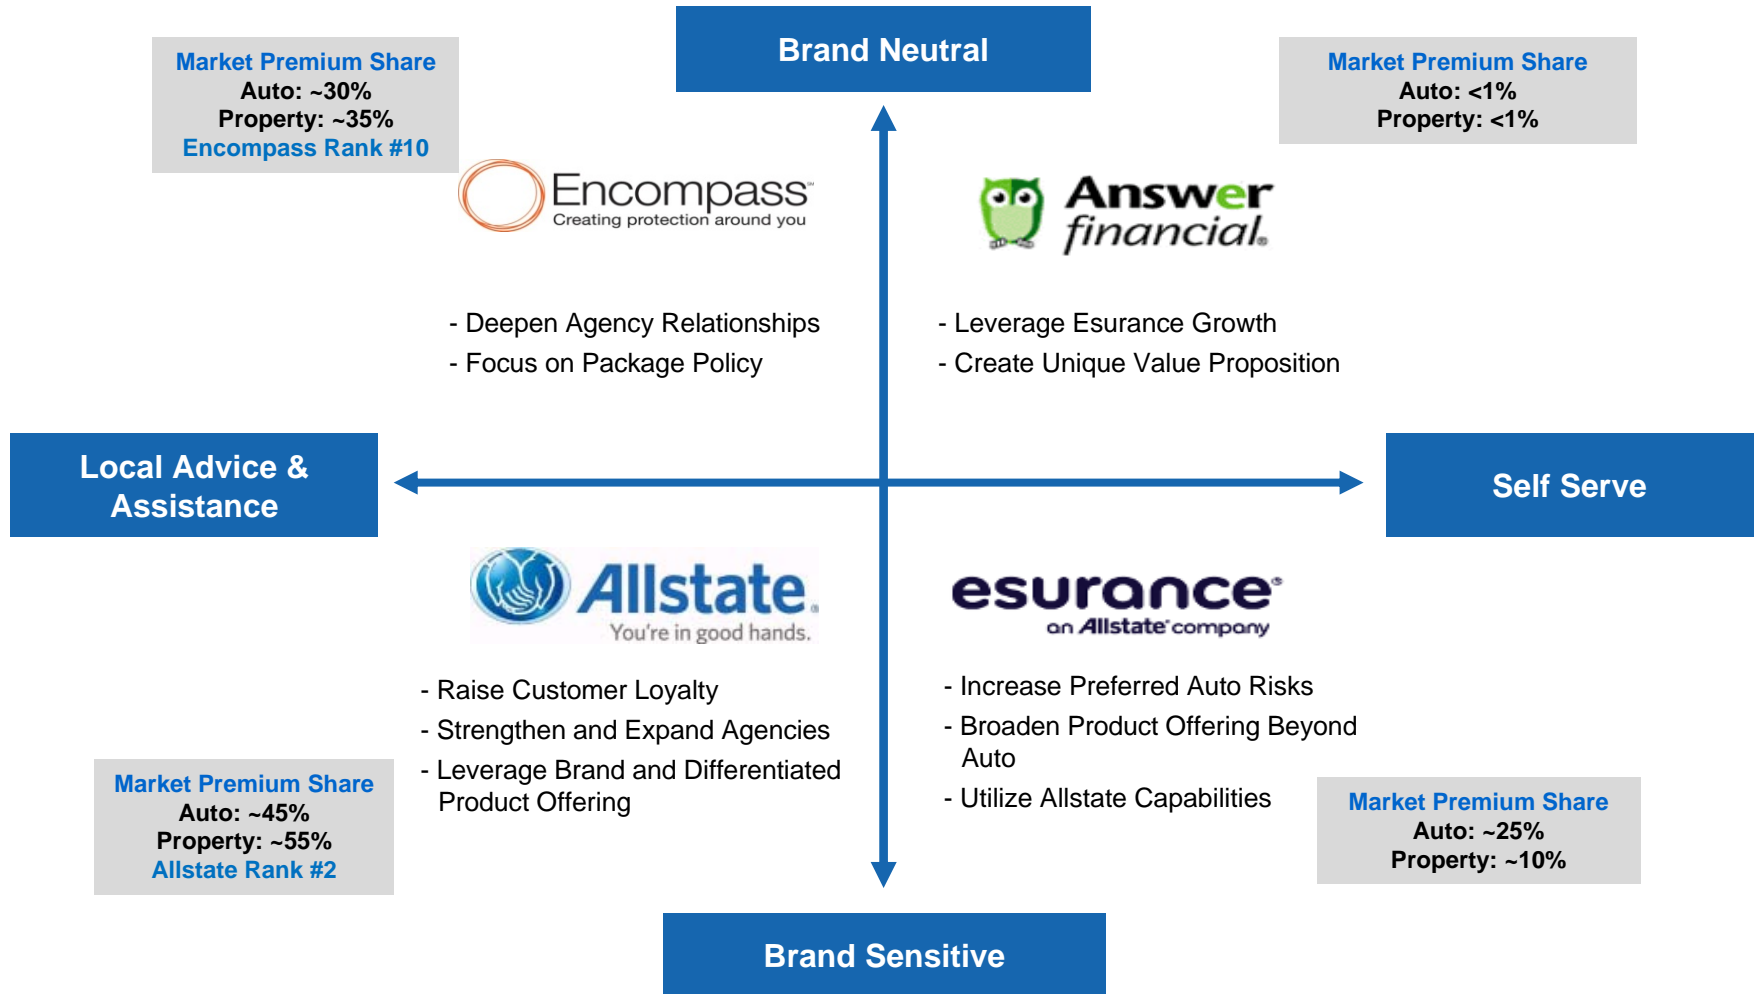 Brand Neutral
Market Premium Share
Auto: ~30%
Property: ~35%
Encompass Rank #10
Market Premium Share
Auto: <1%
Property: <1%
Encompass℠
Creating protection around you
Answer
financial®
- Deepen Agency Relationships
- Focus on Package Policy
- Leverage Esurance Growth
- Create Unique Value Proposition
Local Advice &
Assistance
Self Serve
Allstate®
You're in good hands.
esurance®
an Allstate® company
- Raise Customer Loyalty
- Strengthen and Expand Agencies
- Leverage Brand and Differentiated
Product Offering
- Increase Preferred Auto Risks
- Broaden Product Offering Beyond
Auto
- Utilize Allstate Capabilities
Market Premium Share
Auto: ~45%
Property: ~55%
Allstate Rank #2
Market Premium Share
Auto: ~25%
Property: ~10%
Brand Sensitive